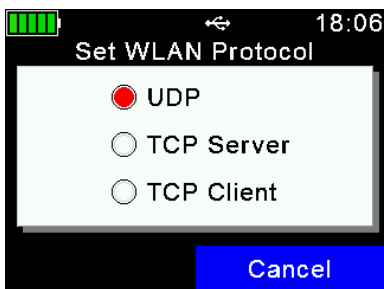 18:06
Set WLAN Protocol
UDP
TCP Server
TCP Client
Cancel